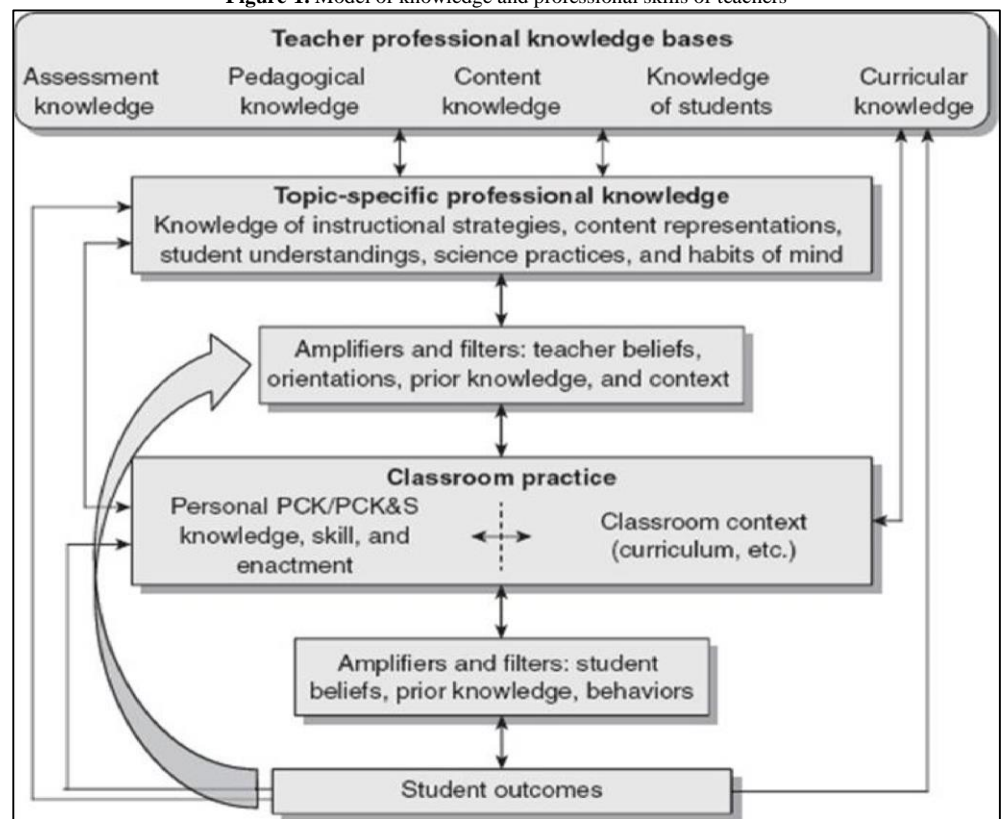 Figure 1. Model of knowledge and professional skills of teachers
Teacher professional knowledge bases
Assessment knowledge
Pedagogical knowledge
Content knowledge
Knowledge of students
Curricular knowledge
Topic-specific professional knowledge
Knowledge of instructional strategies, content representations,
student understandings, science practices, and habits of mind
Amplifiers and filters: teacher beliefs,
orientations, prior knowledge, and context
Classroom practice
Personal PCK/PCK&S
knowledge, skill, and
enactment
Classroom context
(curriculum, etc.)
Amplifiers and filters: student
beliefs, prior knowledge, behaviors
Student outcomes